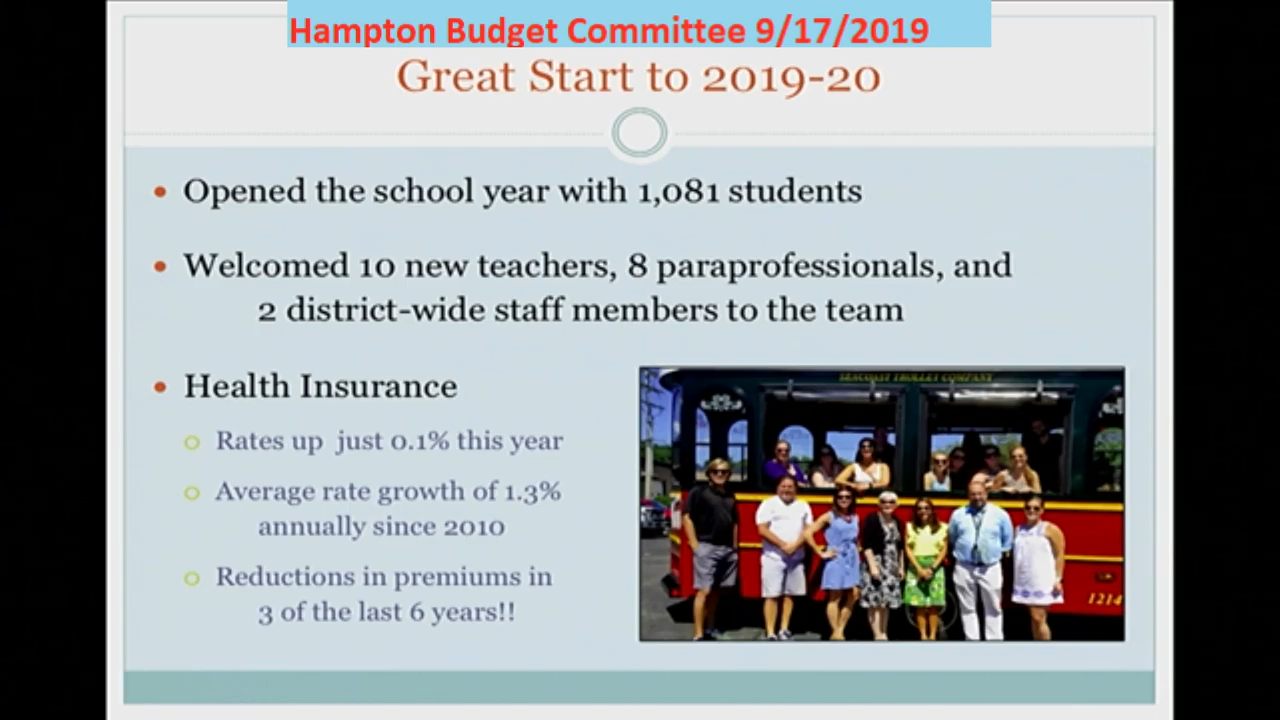 Hampton Budget Committee 9/17/2019
Great Start to 2019-20
• Opened the school year with 1,081 students
• Welcomed 10 new teachers, 8 paraprofessionals, and
2 district-wide staff members to the team
• Health Insurance
o Rates up just 0.1% this year
o Average rate growth of 1.3%
annually since 2010
o Reductions in premiums in
3 of the last 6 years!!
SEACOAST TROLLEY COMPANY
1214